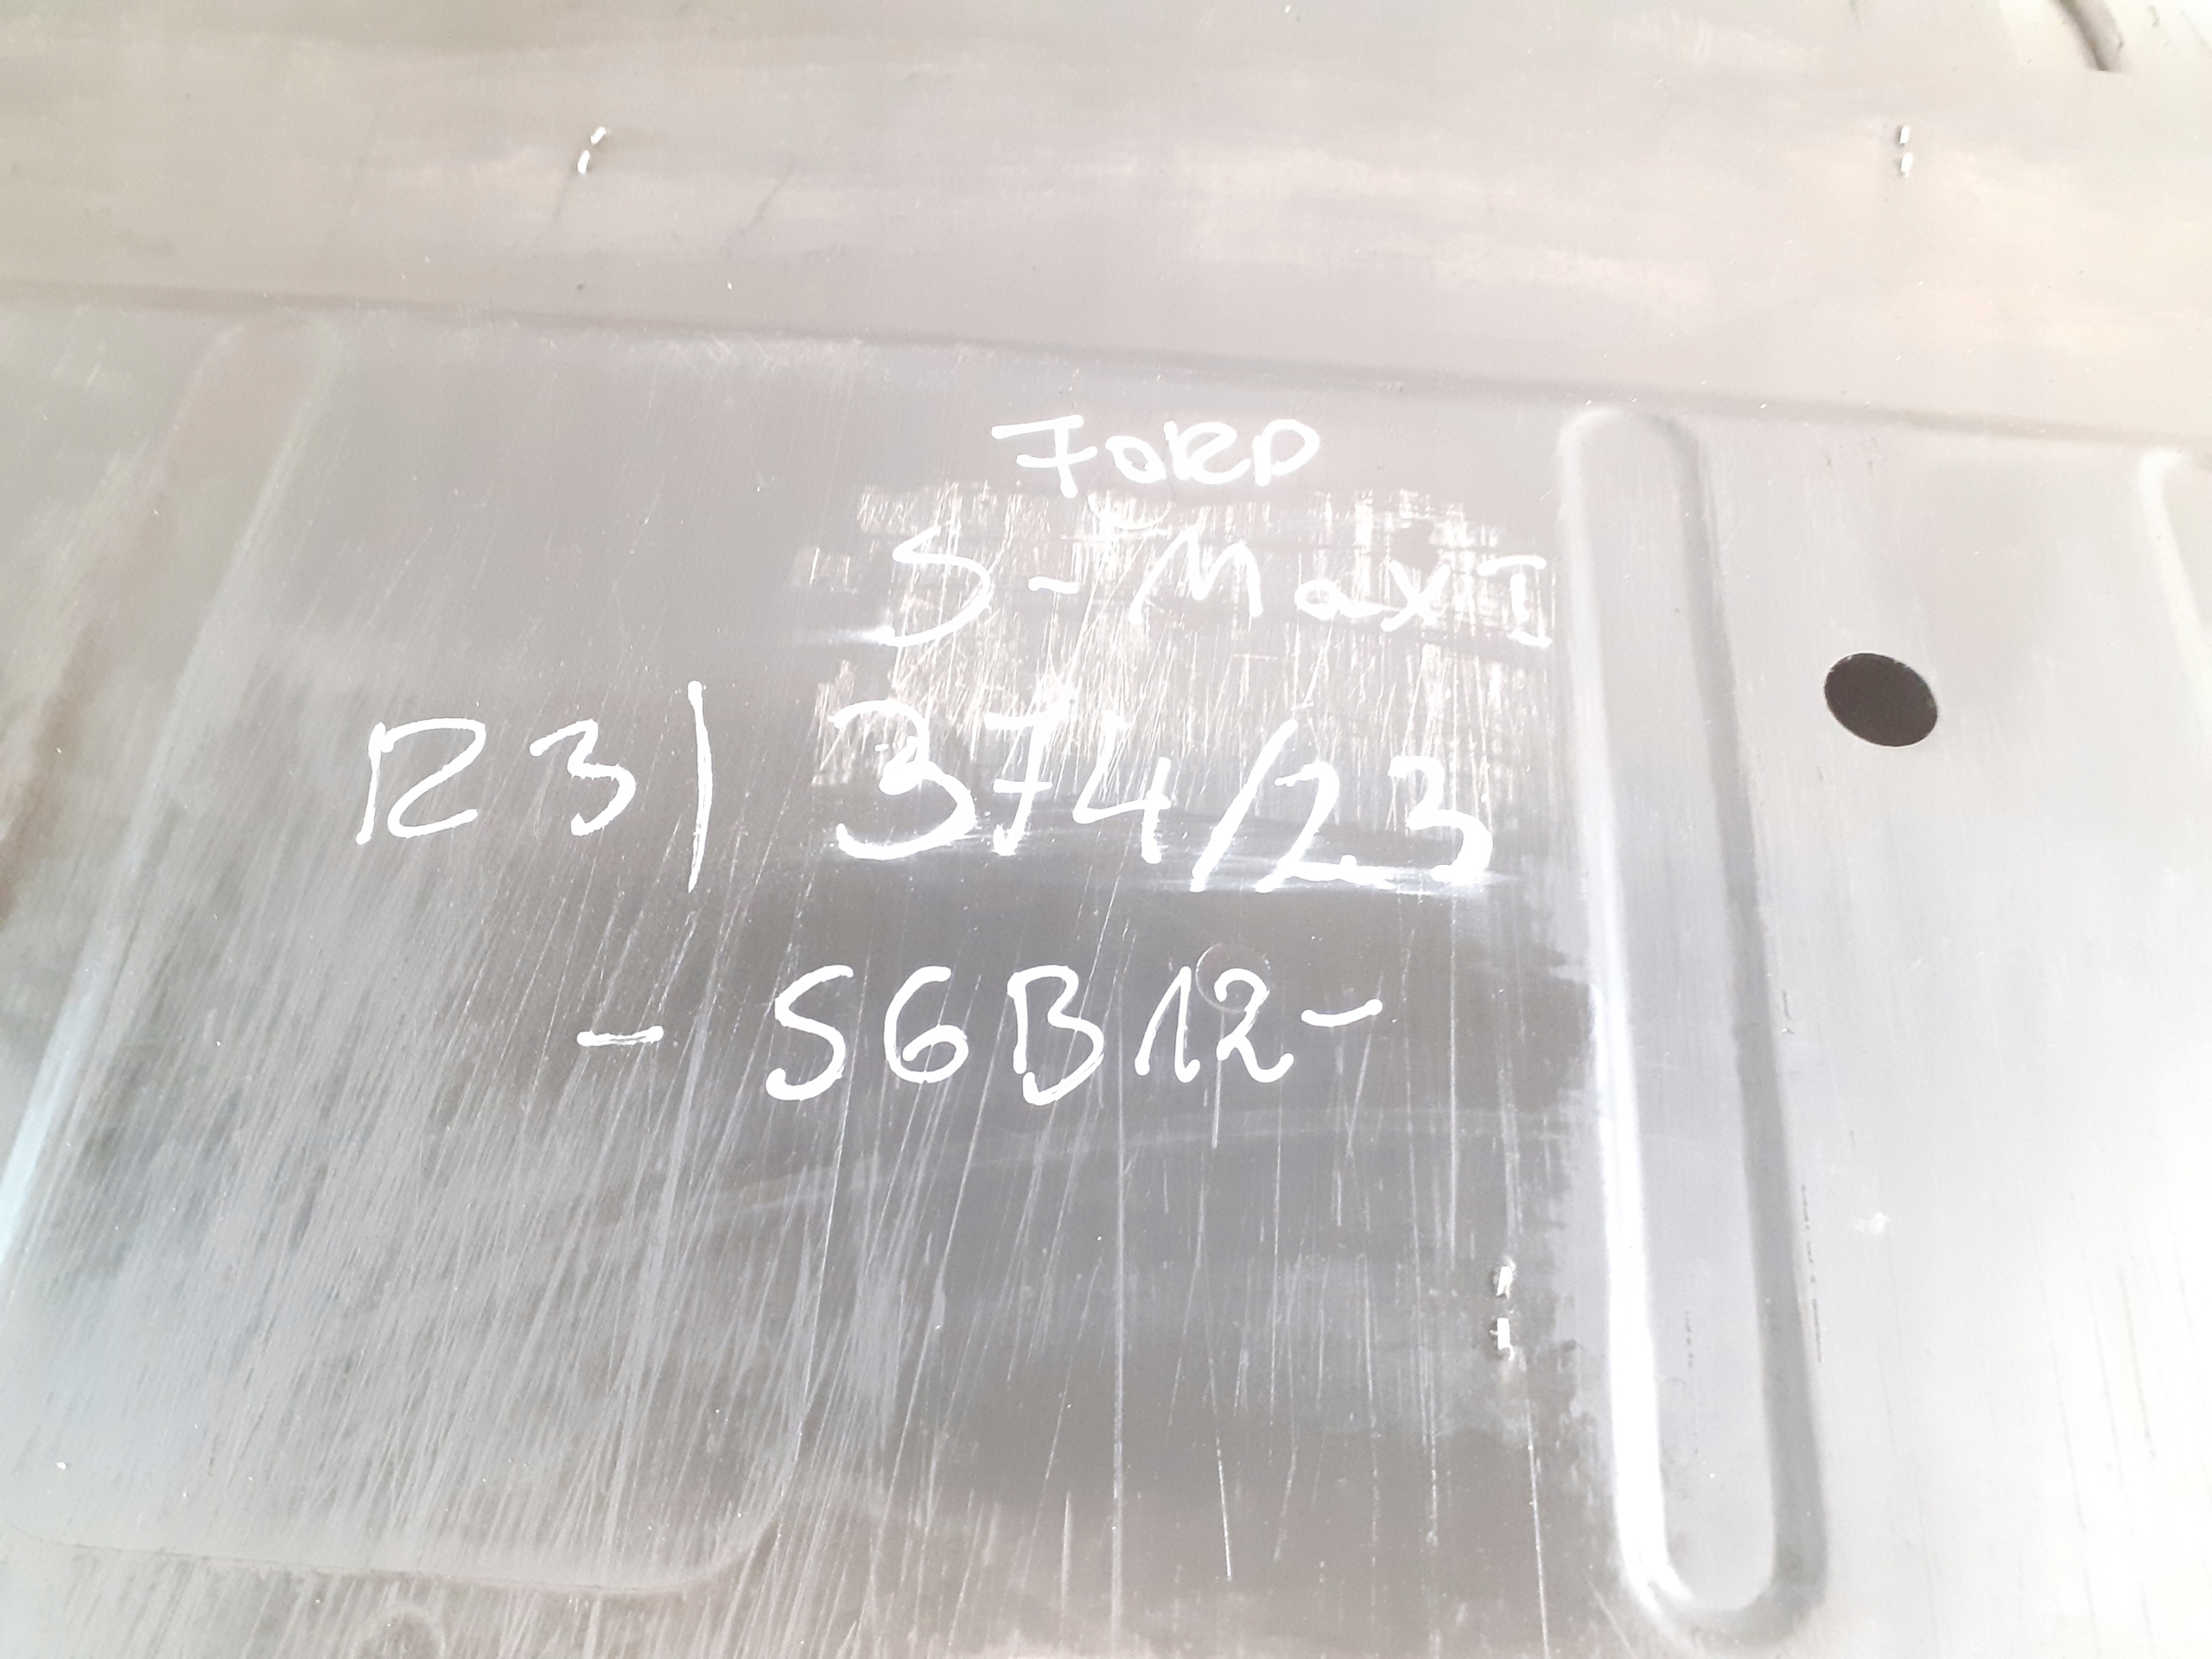 FORD
S-Max I
R3| 374/23
- SGB12-